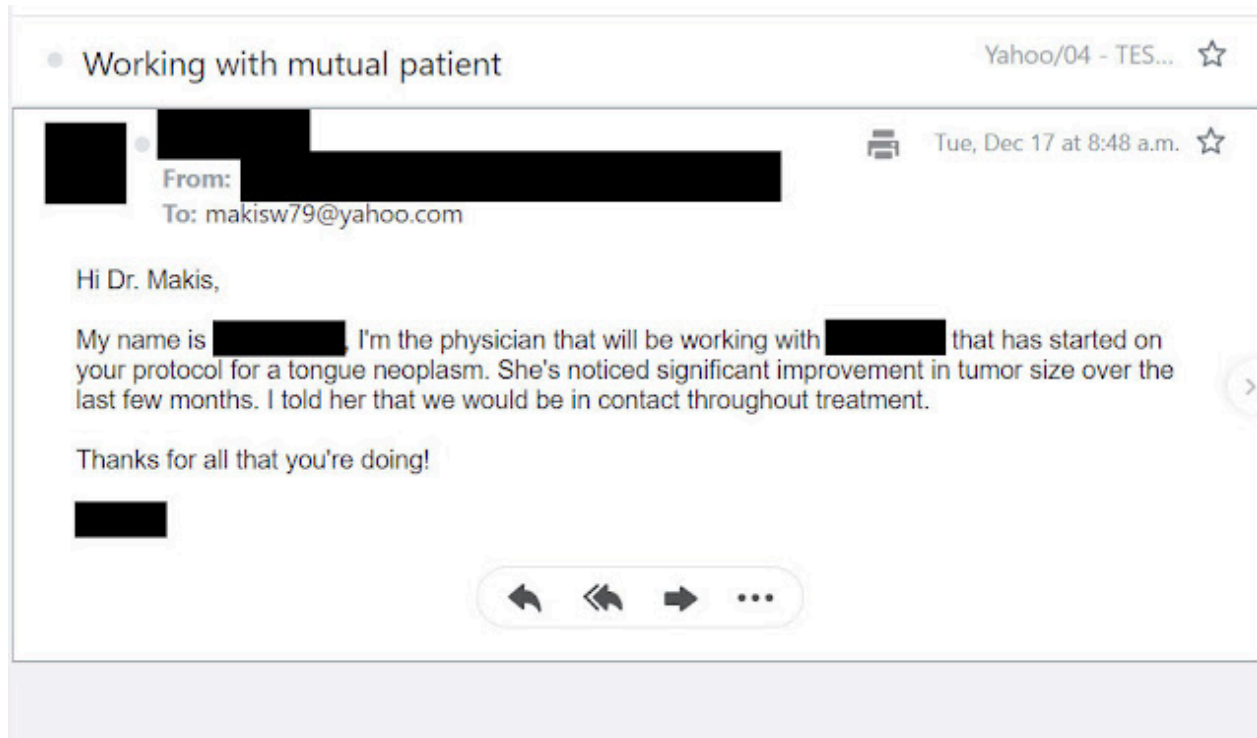 Working with mutual patient
Yahoo/04 - TES...
Tue, Dec 17 at 8:48 a.m.
From:
To: makisw79@yahoo.com
Hi Dr. Makis,
My name is , I'm the physician that will be working with that has started on
your protocol for a tongue neoplasm. She's noticed significant improvement in tumor size over the
last few months. I told her that we would be in contact throughout treatment.
Thanks for all that you're doing!